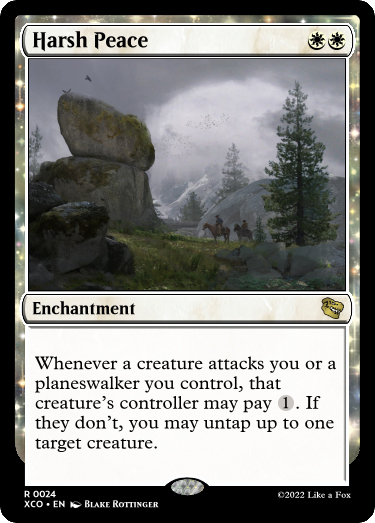 Harsh Peace
Enchantment
Whenever a creature attacks you or a
planeswalker you control, that
creature's controller may pay 1. If
they don't, you may untap up to one
target creature.
R 0024
XCO • EN Blake Rottinger
©2022 Like a Fox